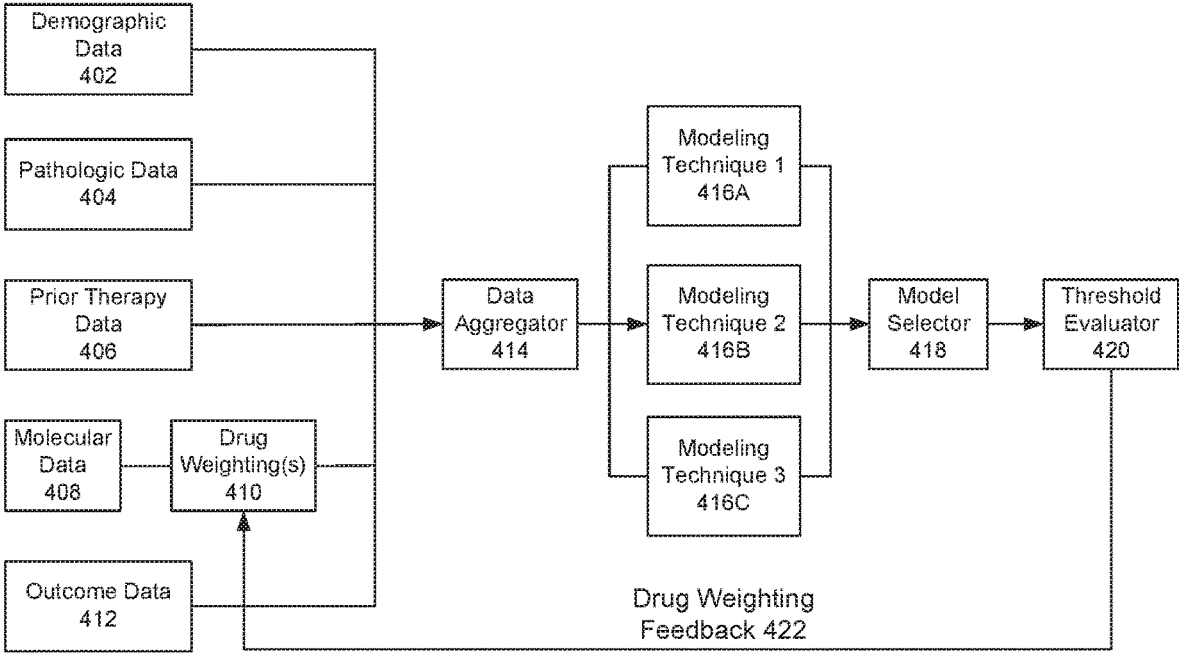 Demographic
Data
402
Pathologic Data
404
Prior Therapy
Data
406
Molecular
Data
408
Drug
Weighting(s)
410
Outcome Data
412
Data
Aggregator
414
Modeling
Technique 1
416A
Modeling
Technique 2
416B
Modeling
Technique 3
416C
Model
Selector
418
Threshold
Evaluator
420
Drug Weighting
Feedback 422